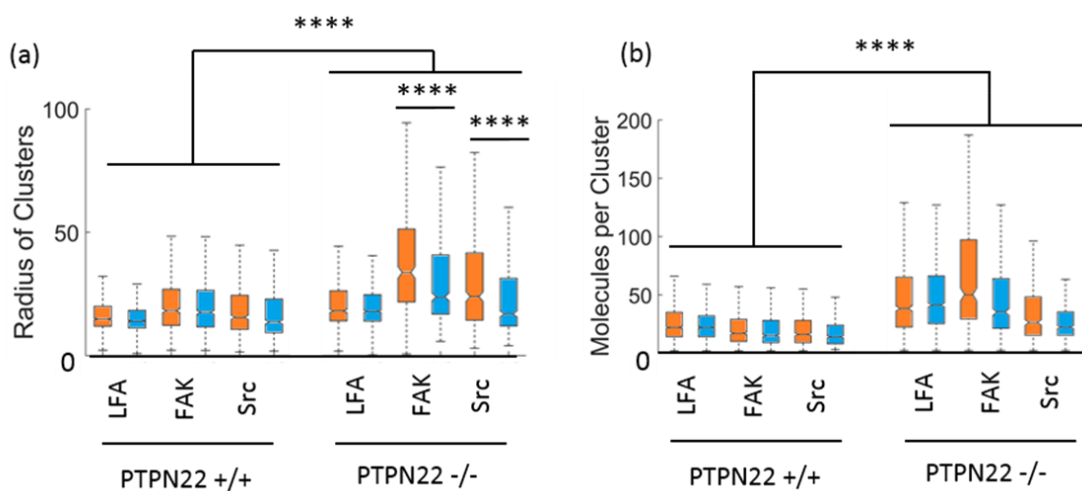 (a)
****
****
****
Radius of Clusters
100
50
0
LFA
FAK
Src
LFA
FAK
Src
PTPN22 +/+
PTPN22 -/-
(b)
****
Molecules per Cluster
200
150
100
50
0
LFA
FAK
Src
LFA
FAK
Src
PTPN22 +/+
PTPN22 -/-